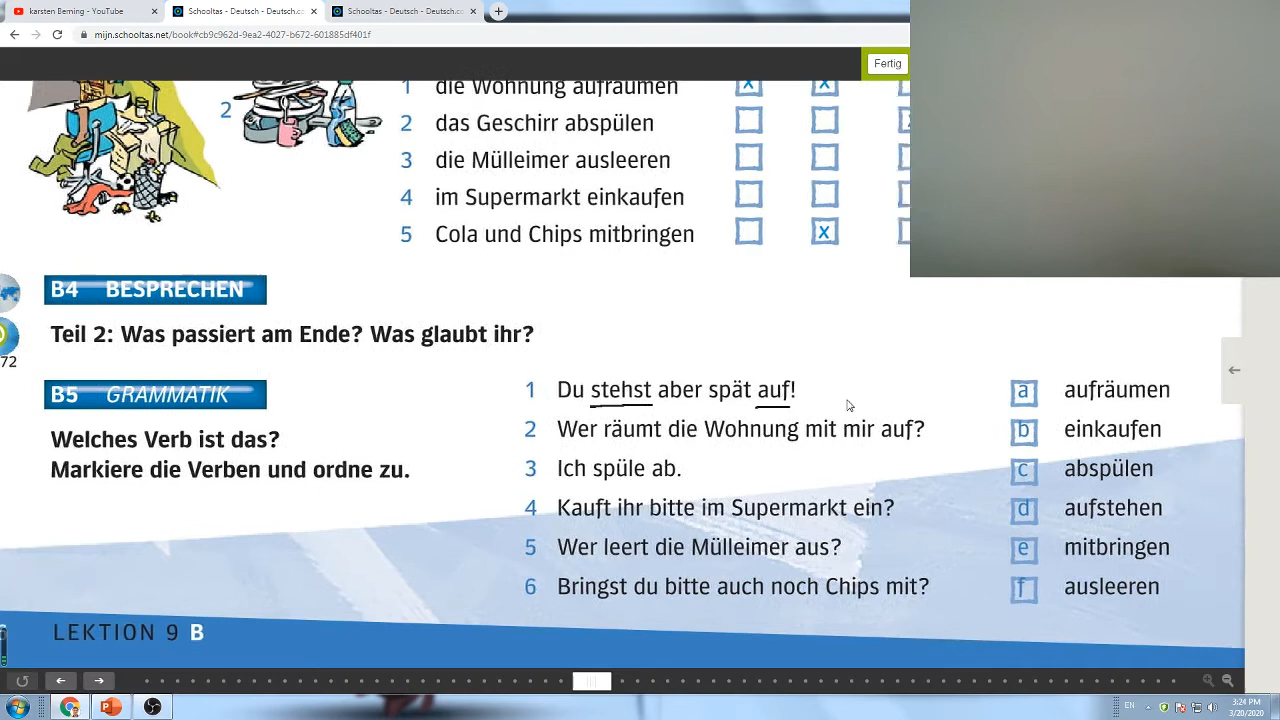 karsten Berning - YouTube
Schooltas - Deutsch - Deutsch.co
Schooltas - Deutsch - Deutsch.co
mijn.schooltas.net/book#cb9c962d-9ea2-4027-b672-601885df401f
Fertig
1 die Wohnung aufräumen x x
2
2 das Geschirr abspülen
3 die Mülleimer ausleeren
4 im Supermarkt einkaufen
5 Cola und Chips mitbringen x
B4 BESPRECHEN
Teil 2: Was passiert am Ende? Was glaubt ihr?
72
B5 GRAMMATIK
Welches Verb ist das?
Markiere die Verben und ordne zu.
1 Du stehst aber spät auf! a aufräumen
2 Wer räumt die Wohnung mit mir auf? b einkaufen
3 Ich spüle ab. c abspülen
4 Kauft ihr bitte im Supermarkt ein? d aufstehen
5 Wer leert die Mülleimer aus? e mitbringen
6 Bringst du bitte auch noch Chips mit? f ausleeren
LEKTION 9 B
EN
3:24 PM
3/20/2020